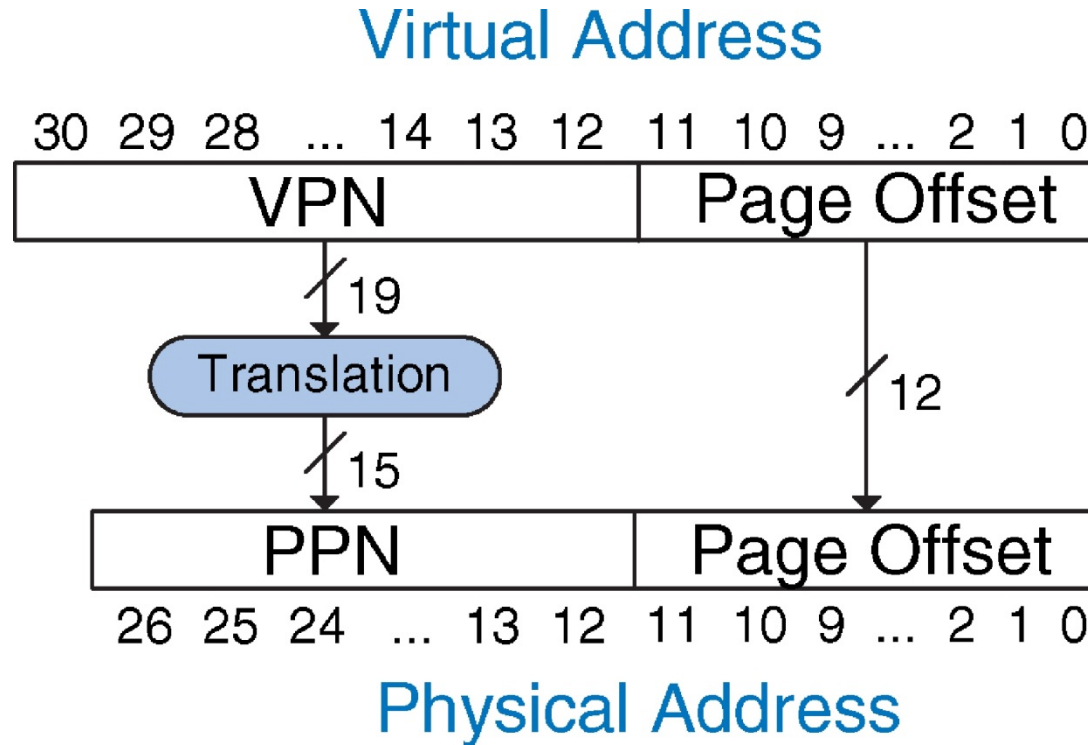 Virtual Address
30 29 28 ... 14 13 12 11 10 9 ... 2 1 0
VPN Page Offset
19
Translation
12
15
PPN Page Offset
26 25 24 ... 13 12 11 10 9 ... 2 1 0
Physical Address